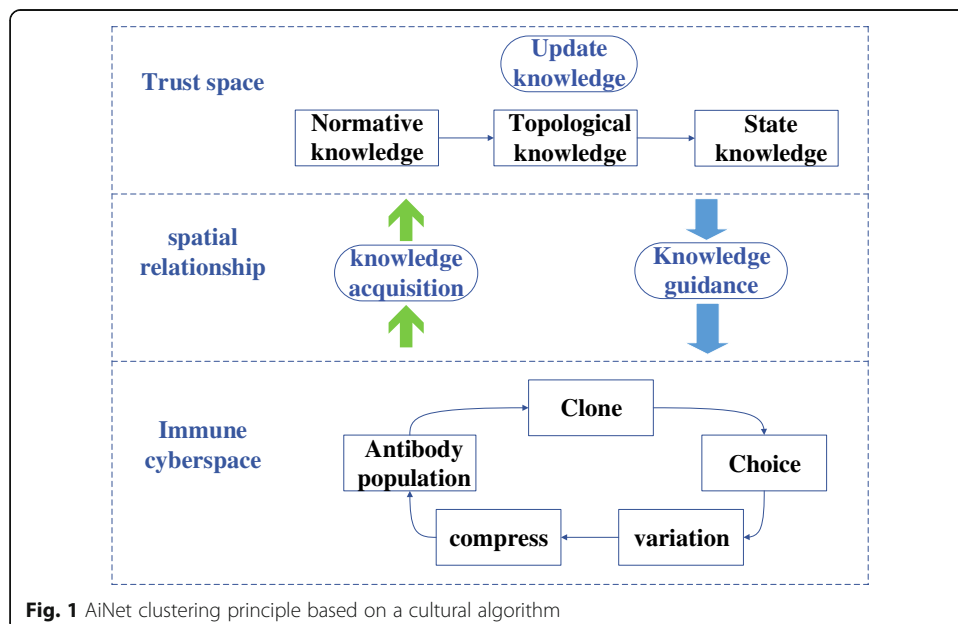 Update
knowledge
Trust space
Normative
knowledge
Topological
knowledge
State
knowledge
spatial
relationship
knowledge
acquisition
Knowledge
guidance
Immune
cyberspace
Clone
Antibody
population
Choice
compress
variation
Fig. 1 AiNet clustering principle based on a cultural algorithm